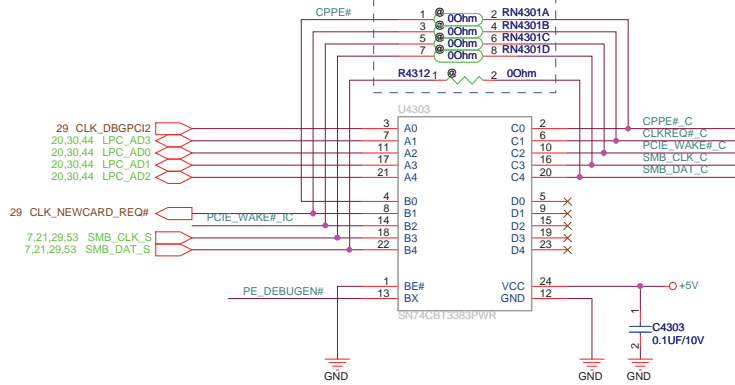 CPPE# 1 @ 0Ohm 2 RN4301A
3 @ 0Ohm 4 RN4301B
5 @ 0Ohm 6 RN4301C
7 @ 0Ohm 8 RN4301D
R4312 1 @ 2 0Ohm
U4303
29 CLK_DBGPCI2 3 A0 C0 2 CPPE#_C
20,30,44 LPC_AD3 7 A1 C1 6 CLKREQ#_C
20,30,44 LPC_AD0 11 A2 C2 10 PCIE_WAKE#_C
20,30,44 LPC_AD1 17 A3 C3 16 SMB_CLK_C
20,30,44 LPC_AD2 21 A4 C4 20 SMB_DAT_C
4 B0 D0 5
29 CLK_NEWCARD_REQ# 8 B1 D1 9
PCIE_WAKE#_IC 14 B2 D2 15
7,21,29,53 SMB_CLK_S 18 B3 D3 19
7,21,29,53 SMB_DAT_S 22 B4 D4 23
1 BE# VCC 24 +5V
PE_DEBUGEN# 13 BX GND 12
SN74CBT3383PWR
1 C4303
2 0.1UF/10V
GND GND GND